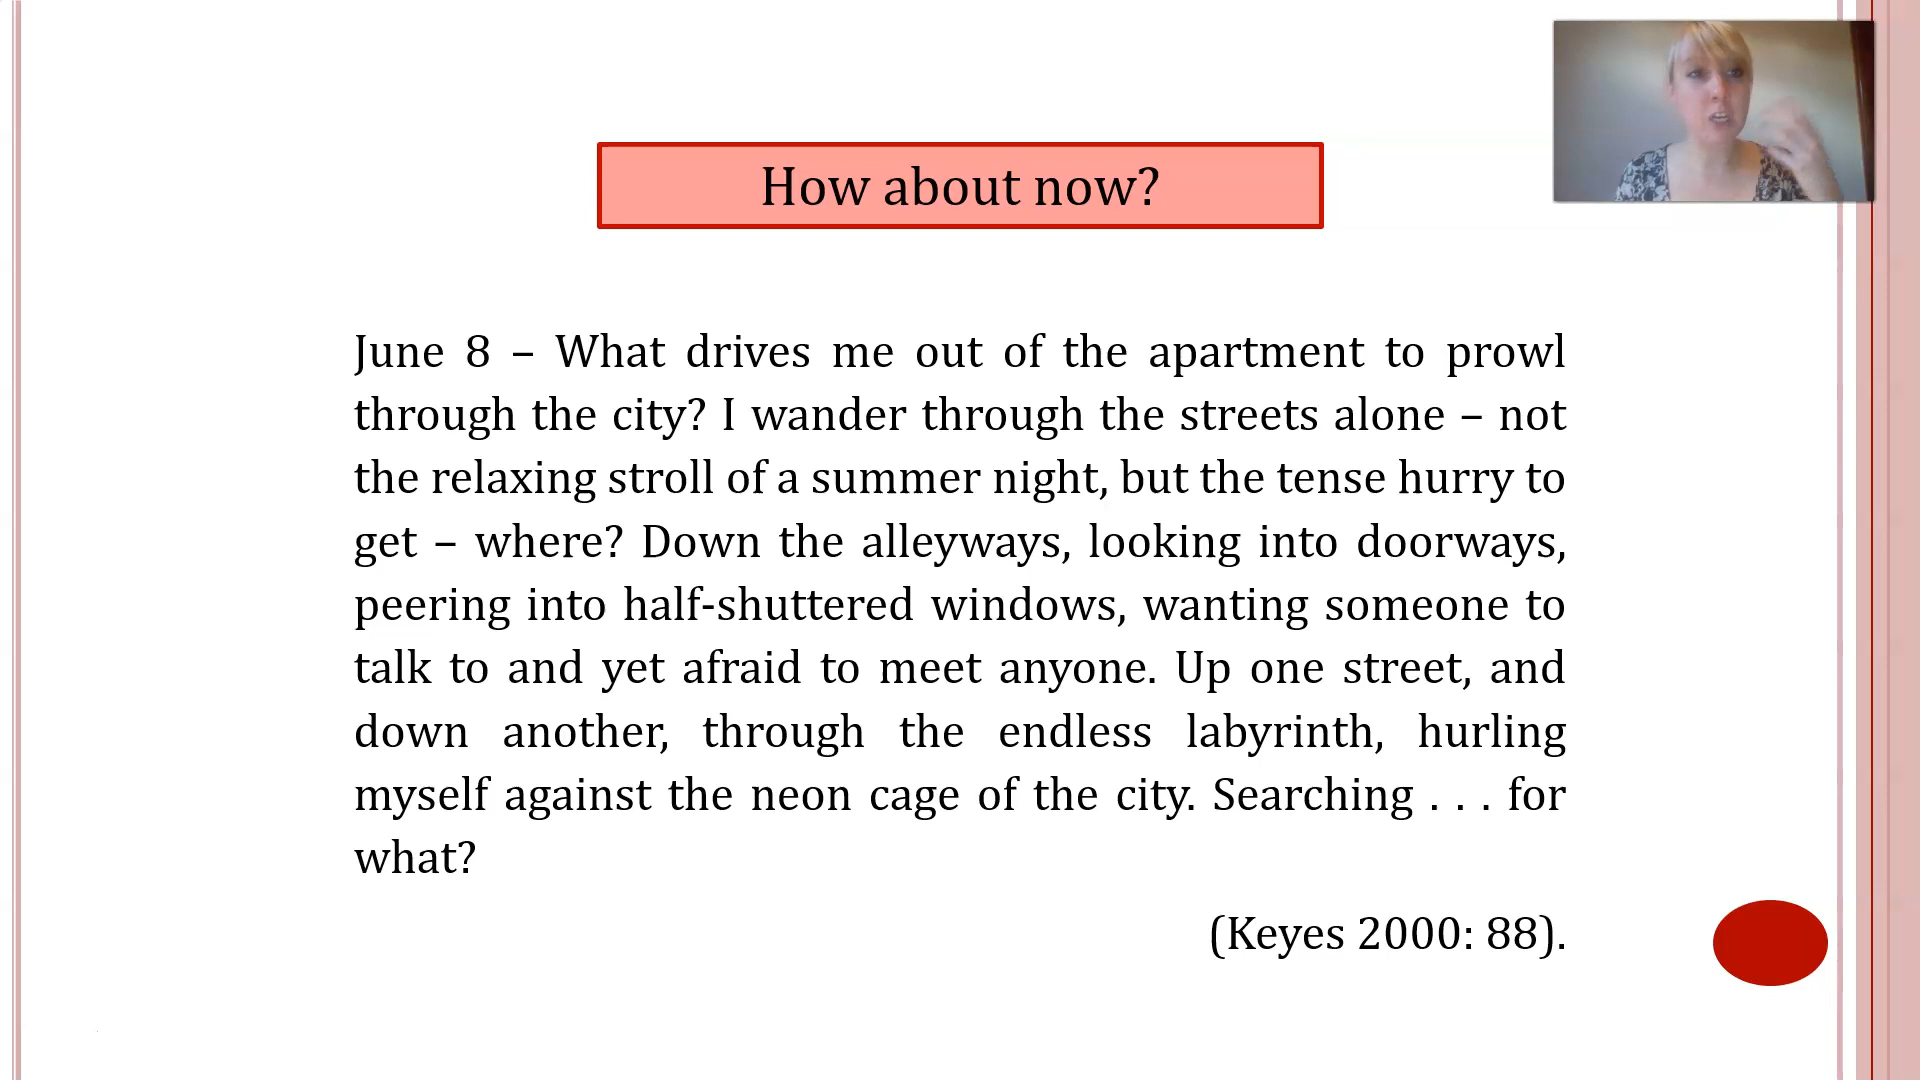 How about now?
June 8 – What drives me out of the apartment to prowl
through the city? I wander through the streets alone – not
the relaxing stroll of a summer night, but the tense hurry to
get – where? Down the alleyways, looking into doorways,
peering into half-shuttered windows, wanting someone to
talk to and yet afraid to meet anyone. Up one street, and
down another, through the endless labyrinth, hurling
myself against the neon cage of the city. Searching . . . for
what?
(Keyes 2000: 88).